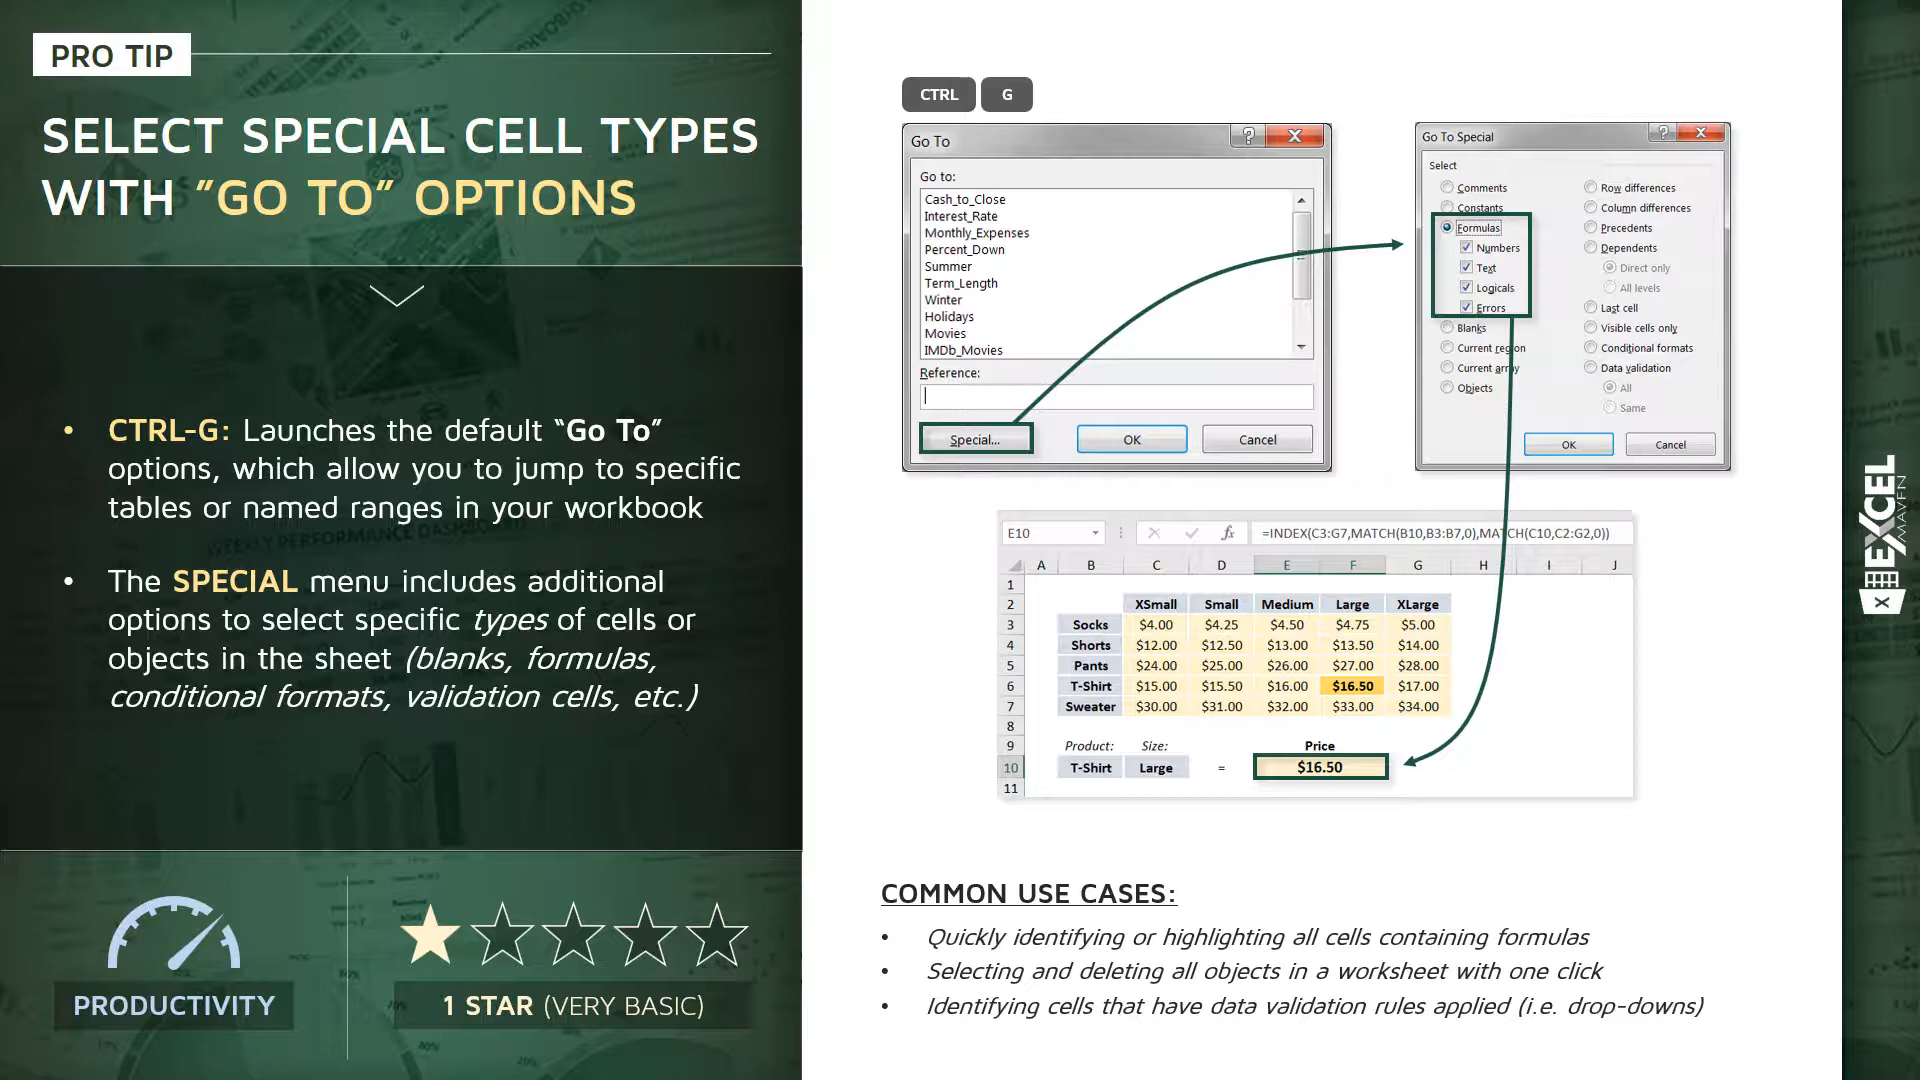 PRO TIP
SELECT SPECIAL CELL TYPES
WITH "GO TO" OPTIONS
• CTRL-G: Launches the default “Go To”
options, which allow you to jump to specific
tables or named ranges in your workbook
• The SPECIAL menu includes additional
options to select specific types of cells or
objects in the sheet (blanks, formulas,
conditional formats, validation cells, etc.)
PRODUCTIVITY
1 STAR (VERY BASIC)
CTRL G
Go To
Go to:
Cash_to_Close
Interest_Rate
Monthly_Expenses
Percent_Down
Summer
Term_Length
Winter
Holidays
Movies
IMDb_Movies
Reference:
Special... OK Cancel
Go To Special
Select
Comments Row differences
Constants Column differences
Formulas Precedents
Numbers Dependents
Text Direct only
Logicals All levels
Errors Last cell
Blanks Visible cells only
Current region Conditional formats
Current array Data validation
Objects All
Same
OK Cancel
E10 fx =INDEX(C3:G7,MATCH(B10,B3:B7,0),MATCH(C10,C2:G2,0))
A B C D E F G H I J
1
2 XSmall Small Medium Large XLarge
3 Socks $4.00 $4.25 $4.50 $4.75 $5.00
4 Shorts $12.00 $12.50 $13.00 $13.50 $14.00
5 Pants $24.00 $25.00 $26.00 $27.00 $28.00
6 T-Shirt $15.00 $15.50 $16.00 $16.50 $17.00
7 Sweater $30.00 $31.00 $32.00 $33.00 $34.00
8
9 Product: Size: Price
10 T-Shirt Large = $16.50
11
COMMON USE CASES:
• Quickly identifying or highlighting all cells containing formulas
• Selecting and deleting all objects in a worksheet with one click
• Identifying cells that have data validation rules applied (i.e. drop-downs)
EXCEL
MAVEN